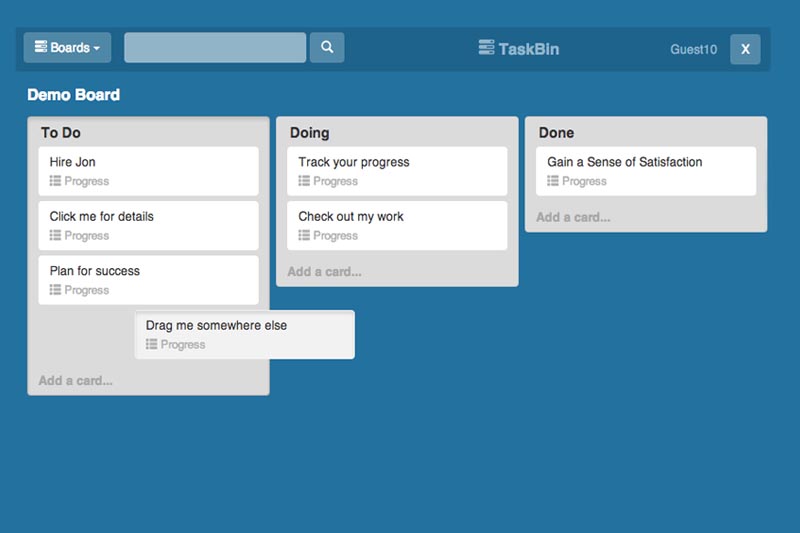 Boards
TaskBin
Guest10
X
Demo Board
To Do
Hire Jon
Progress
Click me for details
Progress
Plan for success
Progress
Drag me somewhere else
Progress
Add a card...
Doing
Track your progress
Progress
Check out my work
Progress
Add a card...
Done
Gain a Sense of Satisfaction
Progress
Add a card...